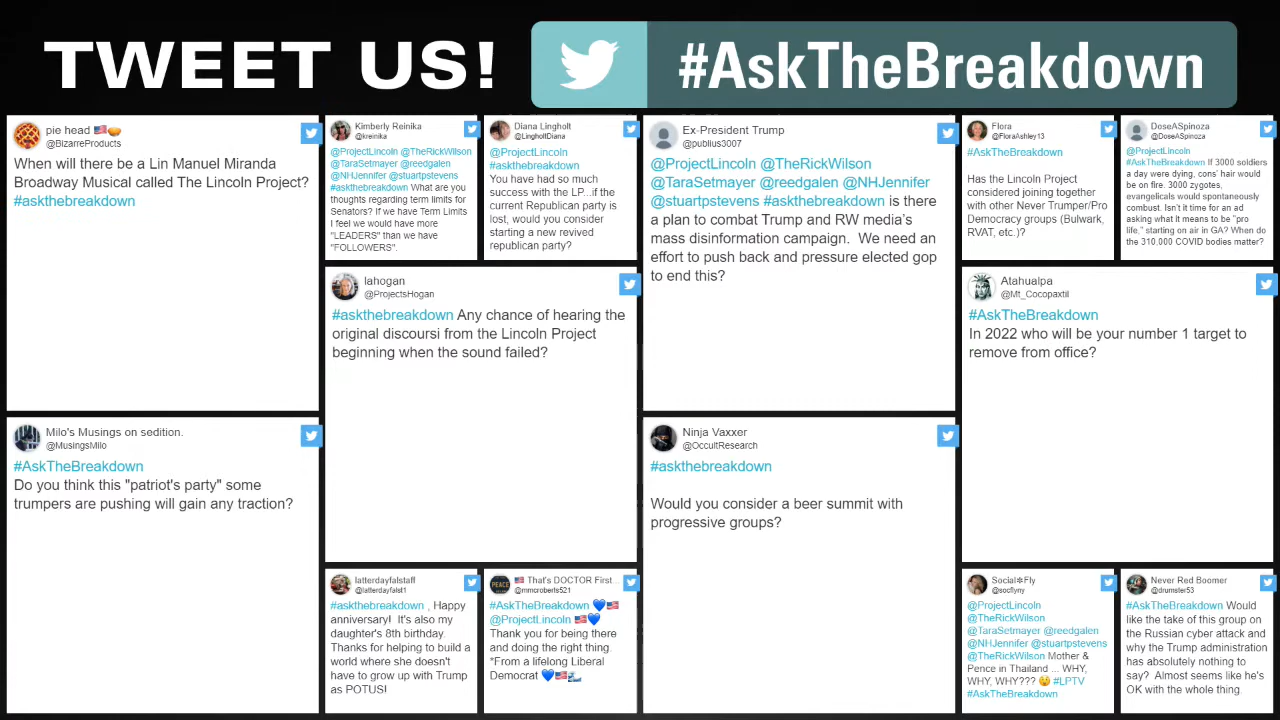 TWEET US! #AskTheBreakdown
pie head 🇺🇸🥧
@BizarreProducts
When will there be a Lin Manuel Miranda
Broadway Musical called The Lincoln Project?
#askthebreakdown
Kimberly Reinika
@kreinika
@ProjectLincoln @TheRickWilson
@TaraSetmayer @reedgalen
@NHJennifer @stuartpstevens
#askthebreakdown What are you
thoughts regarding term limits for
Senators? If we have Term Limits
I feel we would have more
"LEADERS" than we have
"FOLLOWERS".
Diana Lingholt
@LingholtDiana
@ProjectLincoln
#askthebreakdown
You have had so much
success with the LP...if the
current Republican party is
lost, would you consider
starting a new revived
republican party?
Ex-President Trump
@publius3007
@ProjectLincoln @TheRickWilson
@TaraSetmayer @reedgalen @NHJennifer
@stuartpstevens #askthebreakdown is there
a plan to combat Trump and RW media's
mass disinformation campaign. We need an
effort to push back and pressure elected gop
to end this?
Flora
@FloraAshley13
#AskTheBreakdown
Has the Lincoln Project
considered joining together
with other Never Trumper/Pro
Democracy groups (Bulwark,
RVAT, etc.)?
DoseASpinoza
@DoseASpinoza
@ProjectLincoln
#AskTheBreakdown If 3000 soldiers
a day were dying, cons' hair would
be on fire. 3000 zygotes,
evangelicals would spontaneously
combust. Isn't it time for an ad
asking what it means to be "pro
life," starting on air in GA? When do
the 310,000 COVID bodies matter?
lahogan
@ProjectsHogan
#askthebreakdown Any chance of hearing the
original discoursi from the Lincoln Project
beginning when the sound failed?
Atahualpa
@Mt_Cocopaxtil
#AskTheBreakdown
In 2022 who will be your number 1 target to
remove from office?
Milo's Musings on sedition.
@MusingsMilo
#AskTheBreakdown
Do you think this "patriot's party" some
trumpers are pushing will gain any traction?
Ninja Vaxxer
@OccultResearch
#askthebreakdown
Would you consider a beer summit with
progressive groups?
latterdayfalstaff
@latterdayfalst1
#askthebreakdown , Happy
anniversary! It's also my
daughter's 8th birthday.
Thanks for helping to build a
world where she doesn't
have to grow up with Trump
as POTUS!
🇺🇸 That's DOCTOR First...
@mmcroberts521
#AskTheBreakdown 💙🇺🇸
@ProjectLincoln 🇺🇸💙
Thank you for being there
and doing the right thing.
*From a lifelong Liberal
Democrat 💙🇺🇸🌊
Social✻Fly
@socflyny
@ProjectLincoln
@TheRickWilson
@TaraSetmayer @reedgalen
@NHJennifer @stuartpstevens
@TheRickWilson Mother &
Pence in Thailand ... WHY,
WHY, WHY??? #LPTV
#AskTheBreakdown
Never Red Boomer
@drumster53
#AskTheBreakdown Would
like the take of this group on
the Russian cyber attack and
why the Trump administration
has absolutely nothing to
say? Almost seems like he's
OK with the whole thing.
PEACE